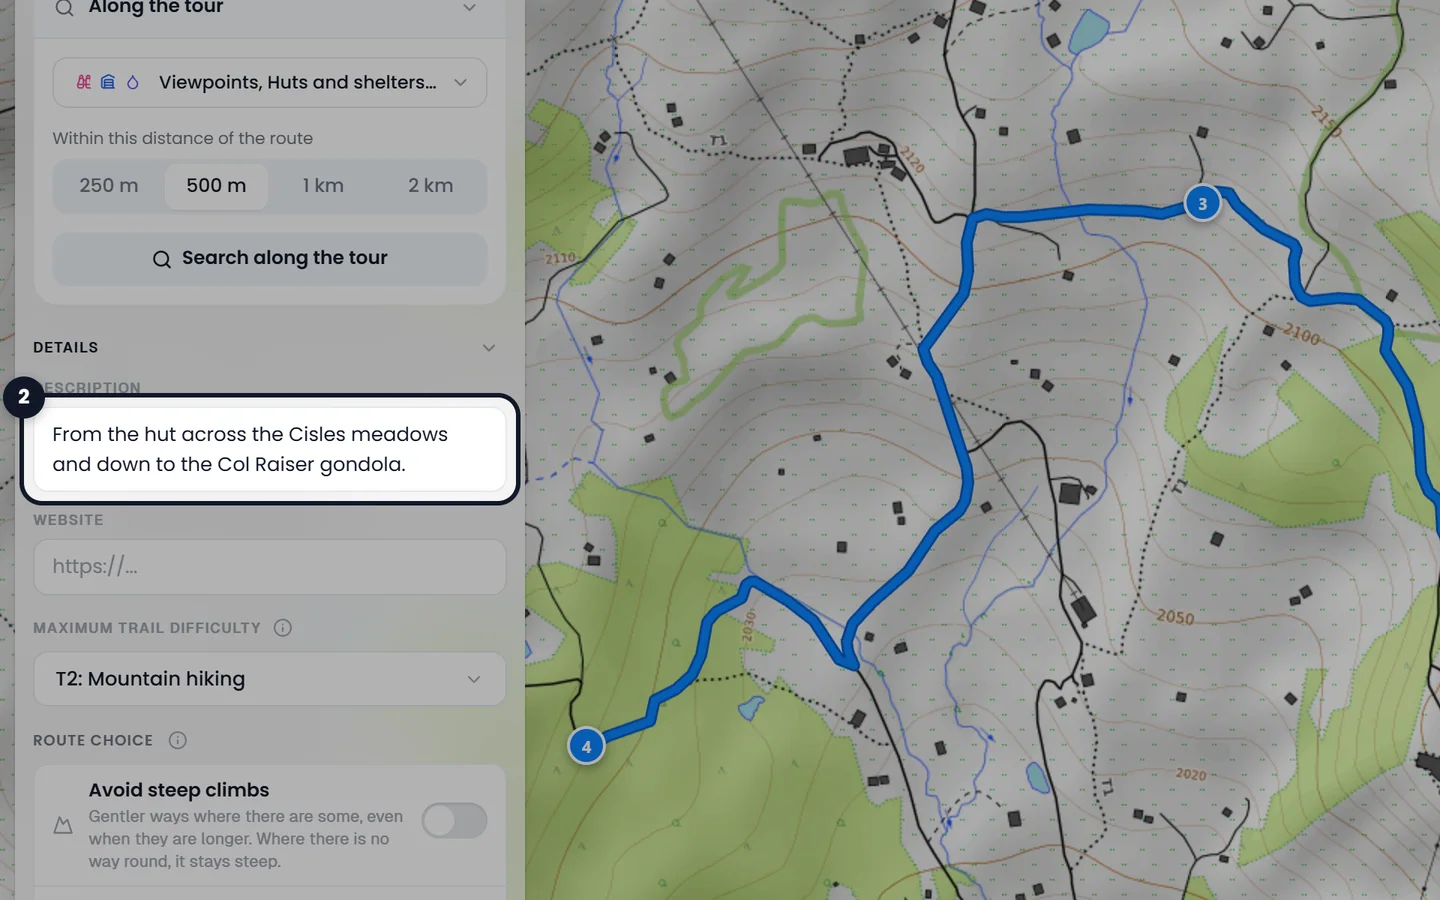 Along the tour
Viewpoints, Huts and shelters...
Within this distance of the route
250 m
500 m
1 km
2 km
Search along the tour
DETAILS
2
ESCRIPTION
From the hut across the Cisles meadows
and down to the Col Raiser gondola.
WEBSITE
https://...
MAXIMUM TRAIL DIFFICULTY
T2: Mountain hiking
ROUTE CHOICE
Avoid steep climbs
Gentler ways where there are some, even
when they are longer. Where there is no
way round, it stays steep.
T1
2120
2150
2110
3
2100
T1
2030
2050
4
2020
T1